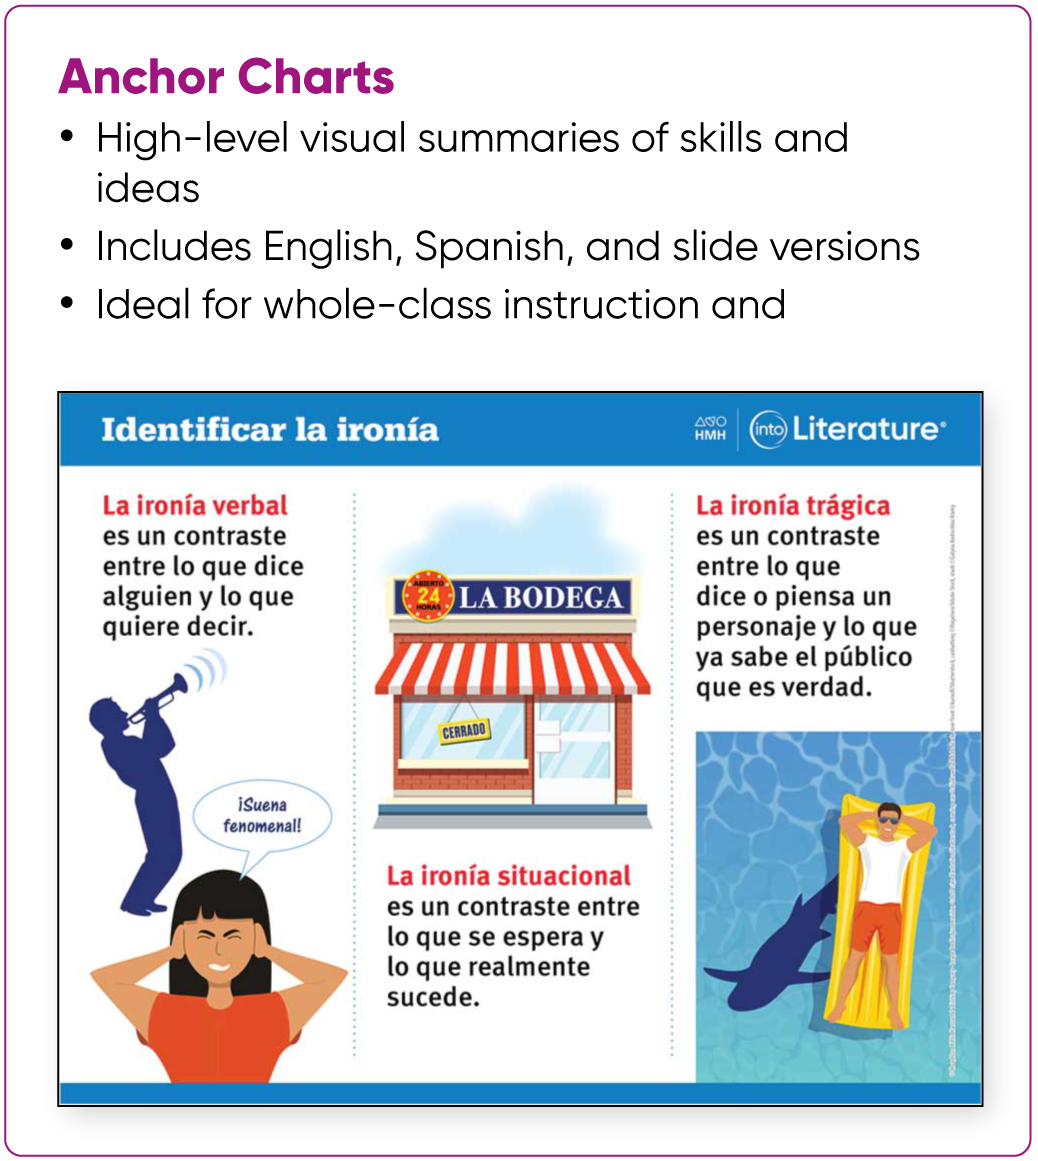 Anchor Charts
• High-level visual summaries of skills and
ideas
• Includes English, Spanish, and slide versions
• Ideal for whole-class instruction and
Identificar la ironía
HMH
into Literature®
La ironía verbal
es un contraste
entre lo que dice
alguien y lo que
quiere decir.
¡Suena
fenomenal!
ABIERTO
24
HORAS
LA BODEGA
CERRADO
La ironía situacional
es un contraste entre
lo que se espera y
lo que realmente
sucede.
La ironía trágica
es un contraste
entre lo que
dice o piensa un
personaje y lo que
ya sabe el público
que es verdad.